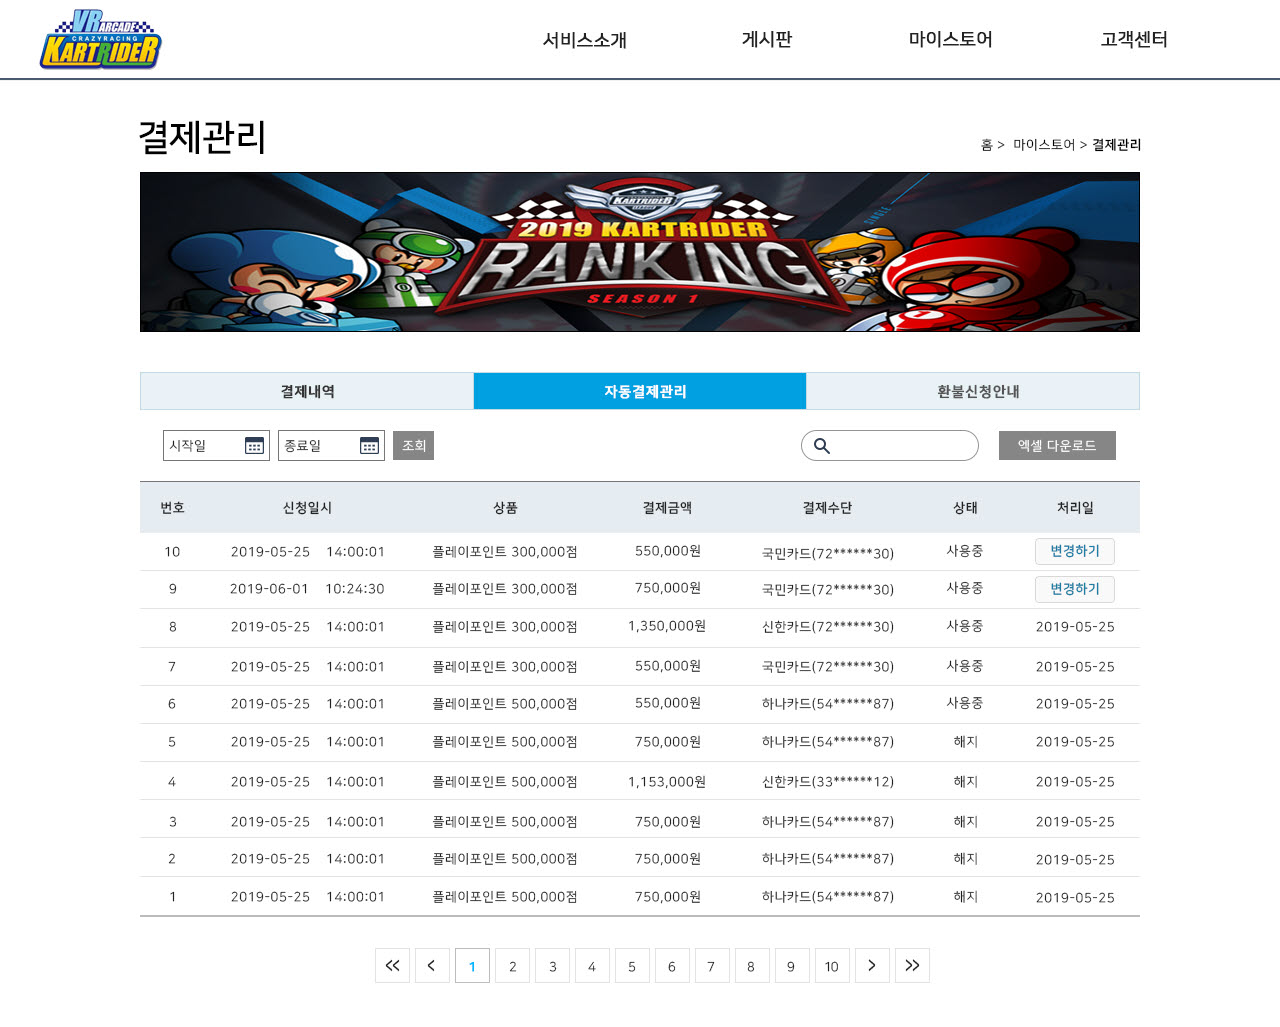 VR ARCADE
CRAZYRACING
KARTRIDER
서비스소개 게시판 마이스토어 고객센터
결제관리
홈 > 마이스토어 > 결제관리
KARTRIDER
LEAGUE
SINGLE
2019 KARTRIDER
RANKING
SEASON 1
결제내역 자동결제관리 환불신청안내
시작일 종료일 조회 엑셀 다운로드
번호 신청일시 상품 결제금액 결제수단 상태 처리일
10 2019-05-25 14:00:01 플레이포인트 300,000점 550,000원 국민카드(72******30) 사용중 변경하기
9 2019-06-01 10:24:30 플레이포인트 300,000점 750,000원 국민카드(72******30) 사용중 변경하기
8 2019-05-25 14:00:01 플레이포인트 300,000점 1,350,000원 신한카드(72******30) 사용중 2019-05-25
7 2019-05-25 14:00:01 플레이포인트 300,000점 550,000원 국민카드(72******30) 사용중 2019-05-25
6 2019-05-25 14:00:01 플레이포인트 500,000점 550,000원 하나카드(54******87) 사용중 2019-05-25
5 2019-05-25 14:00:01 플레이포인트 500,000점 750,000원 하나카드(54******87) 해지 2019-05-25
4 2019-05-25 14:00:01 플레이포인트 500,000점 1,153,000원 신한카드(33******12) 해지 2019-05-25
3 2019-05-25 14:00:01 플레이포인트 500,000점 750,000원 하나카드(54******87) 해지 2019-05-25
2 2019-05-25 14:00:01 플레이포인트 500,000점 750,000원 하나카드(54******87) 해지 2019-05-25
1 2019-05-25 14:00:01 플레이포인트 500,000점 750,000원 하나카드(54******87) 해지 2019-05-25
« < 1 2 3 4 5 6 7 8 9 10 > »